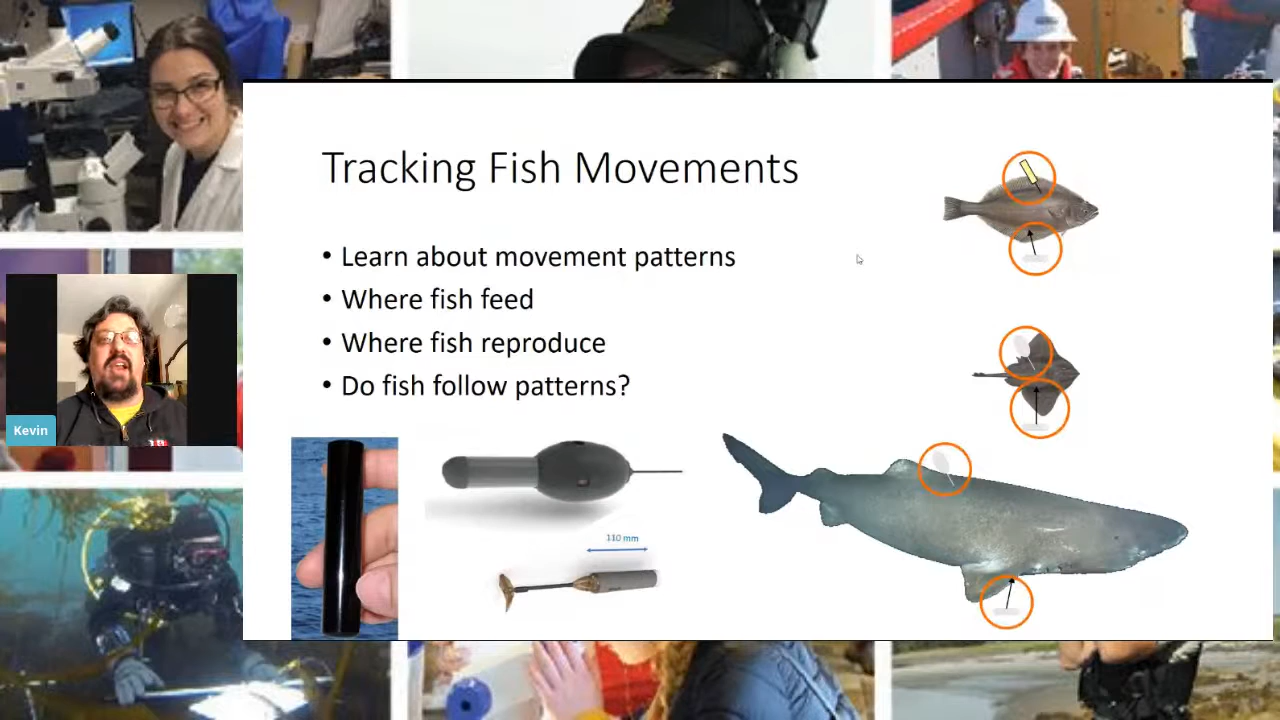 Tracking Fish Movements
• Learn about movement patterns
• Where fish feed
• Where fish reproduce
• Do fish follow patterns?
Kevin
110 mm